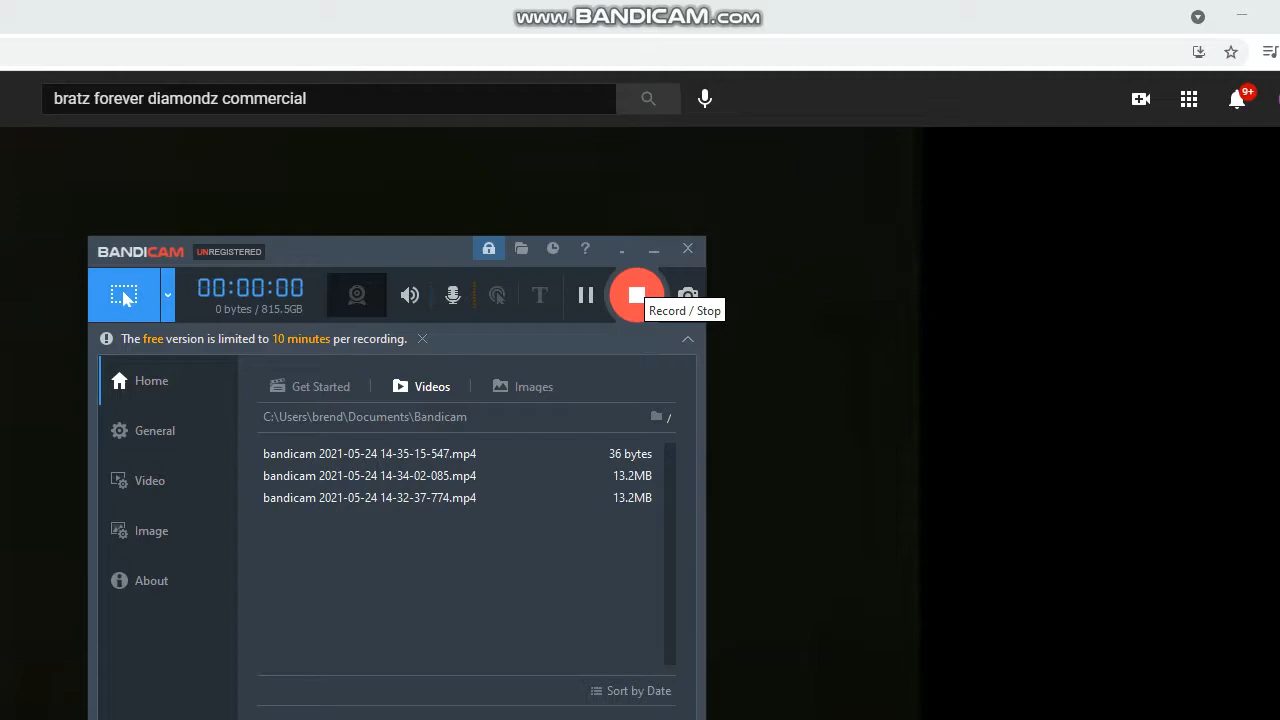 www.BANDICAM.com
bratz forever diamondz commercial
9+
BANDICAM UNREGISTERED
?
00:00:00
0 bytes / 815.5GB
T
Record / Stop
The free version is limited to 10 minutes per recording.
Home
Get Started
Videos
Images
C:\Users\brend\Documents\Bandicam
/
General
bandicam 2021-05-24 14-35-15-547.mp4 36 bytes
bandicam 2021-05-24 14-34-02-085.mp4 13.2MB
Video
bandicam 2021-05-24 14-32-37-774.mp4 13.2MB
Image
About
Sort by Date